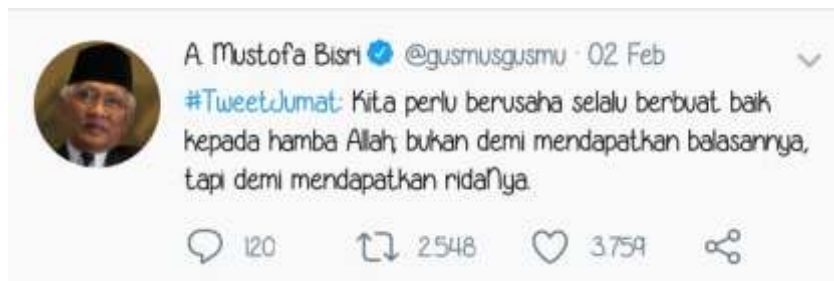 A. Mustofa Bisri @gusmusgusmu · 02 Feb
#TweetJumat: Kita perlu berusaha selalu berbuat baik
kepada hamba Allah; bukan demi mendapatkan balasannya,
tapi demi mendapatkan ridaNya.
120 2.548 3.759